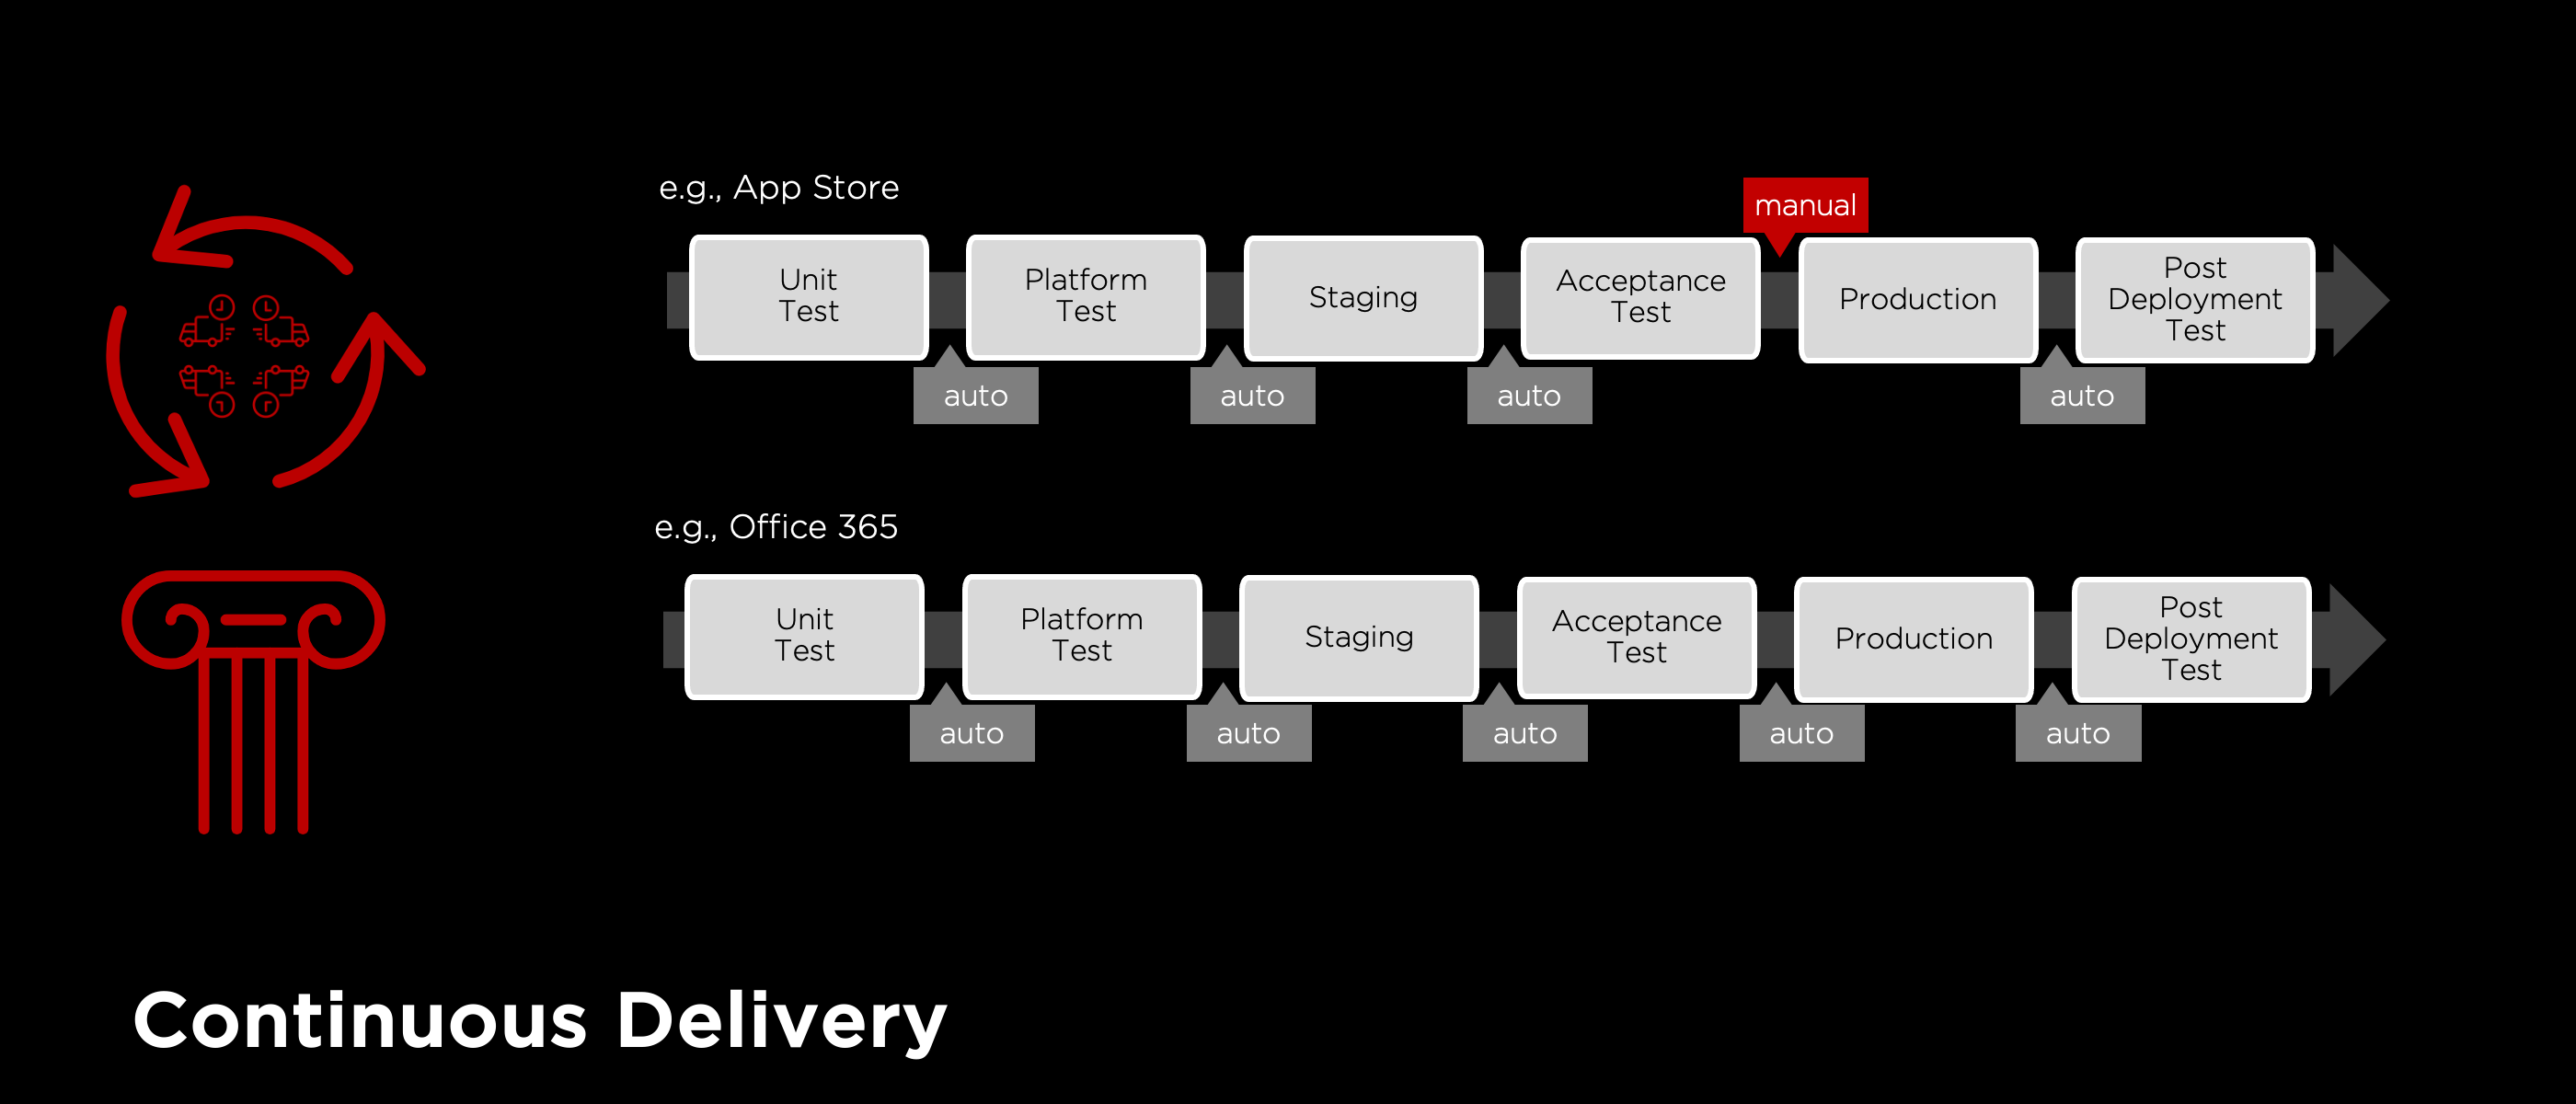 e.g., App Store
manual
Unit
Test
Platform
Test
Staging
Acceptance
Test
Production
Post
Deployment
Test
auto
auto
auto
auto
e.g., Office 365
Unit
Test
Platform
Test
Staging
Acceptance
Test
Production
Post
Deployment
Test
auto
auto
auto
auto
auto
Continuous Delivery